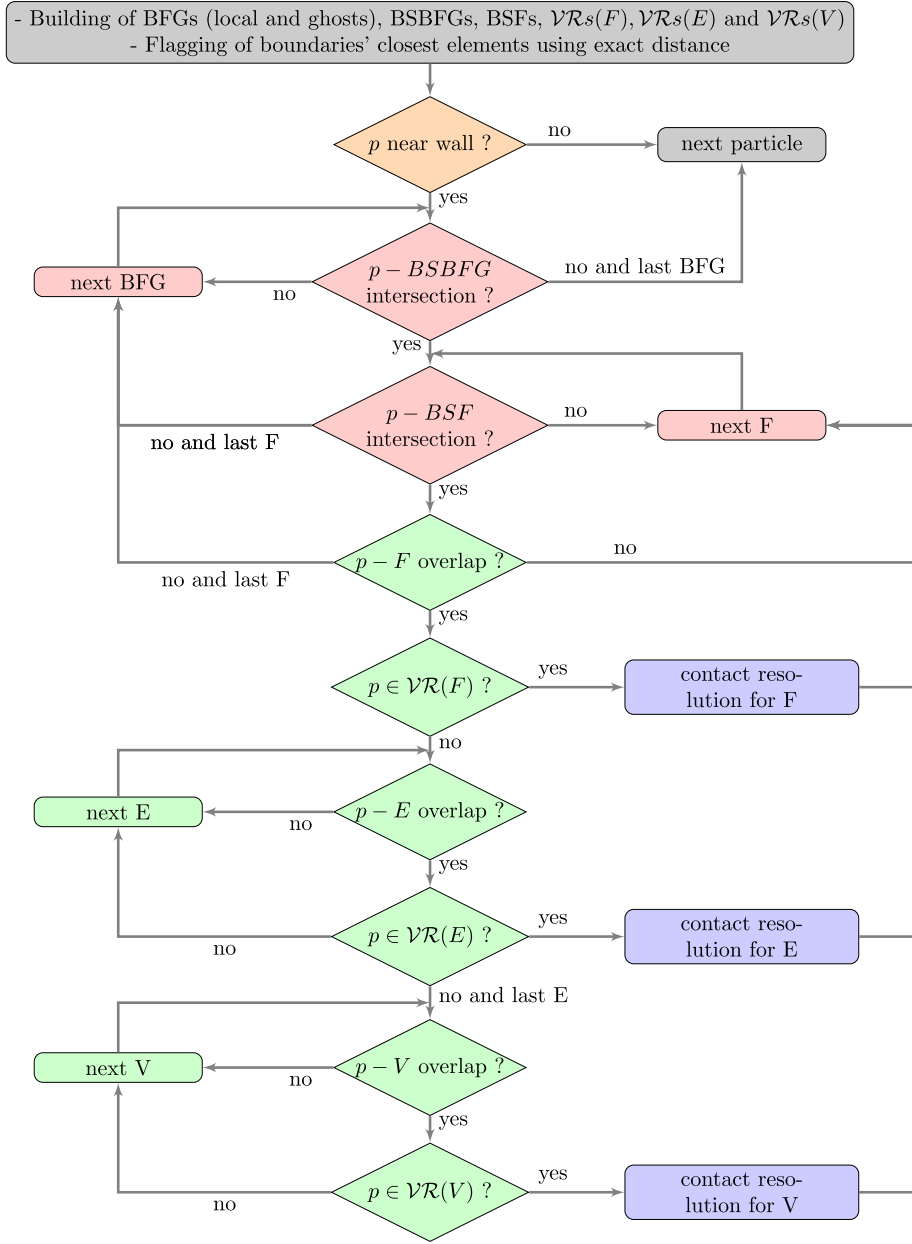 - Building of BFGs (local and ghosts), BSBFGs, BSFs, 𝒱ℛs(F), 𝒱ℛs(E) and 𝒱ℛs(V)
- Flagging of boundaries' closest elements using exact distance
p near wall ?
no
next particle
yes
p − BSBFG
intersection ?
no and last BFG
next BFG
no
yes
p − BSF
intersection ?
no
next F
no and last F
yes
p − F overlap ?
no
no and last F
yes
p ∈ 𝒱ℛ(F) ?
yes
contact reso-
lution for F
no
p − E overlap ?
next E
no
yes
p ∈ 𝒱ℛ(E) ?
yes
contact reso-
lution for E
no
no and last E
p − V overlap ?
next V
no
yes
p ∈ 𝒱ℛ(V) ?
yes
contact reso-
lution for V
no